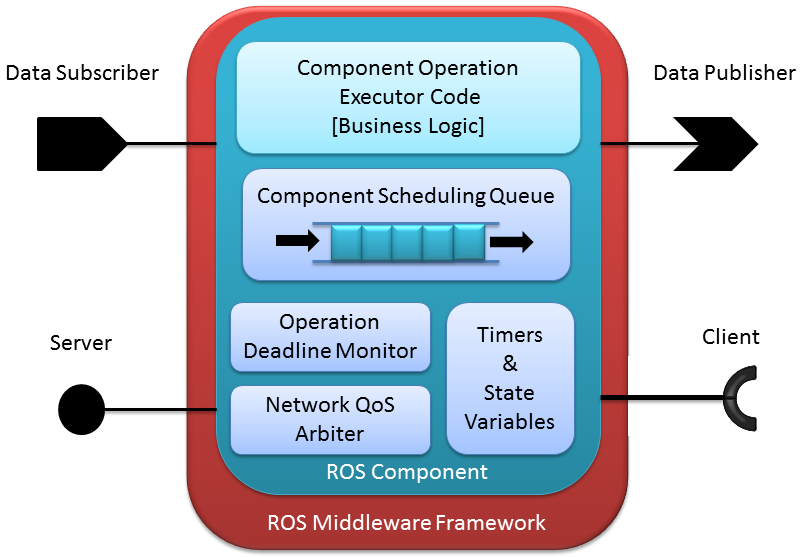 Data Subscriber
Data Publisher
Component Operation
Executor Code
[Business Logic]
Component Scheduling Queue
Server
Client
Operation
Deadline Monitor
Timers
&
State
Variables
Network QoS
Arbiter
ROS Component
ROS Middleware Framework